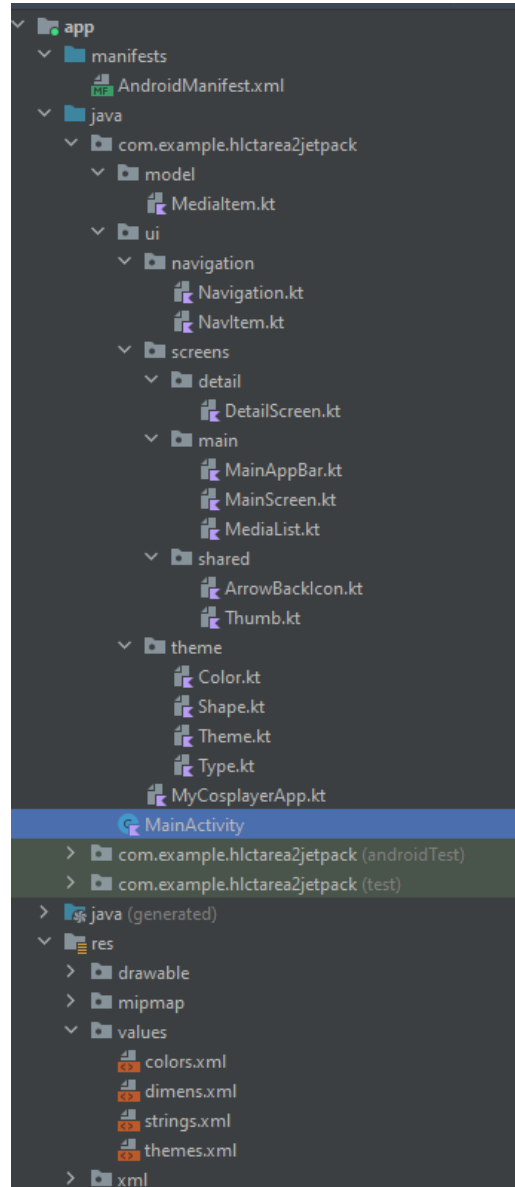 app
manifests
MF AndroidManifest.xml
java
com.example.hlctarea2jetpack
model
MediaItem.kt
ui
navigation
Navigation.kt
NavItem.kt
screens
detail
DetailScreen.kt
main
MainAppBar.kt
MainScreen.kt
MediaList.kt
shared
ArrowBackIcon.kt
Thumb.kt
theme
Color.kt
Shape.kt
Theme.kt
Type.kt
MyCosplayerApp.kt
MainActivity
com.example.hlctarea2jetpack (androidTest)
com.example.hlctarea2jetpack (test)
java (generated)
res
drawable
mipmap
values
colors.xml
dimens.xml
strings.xml
themes.xml
xml